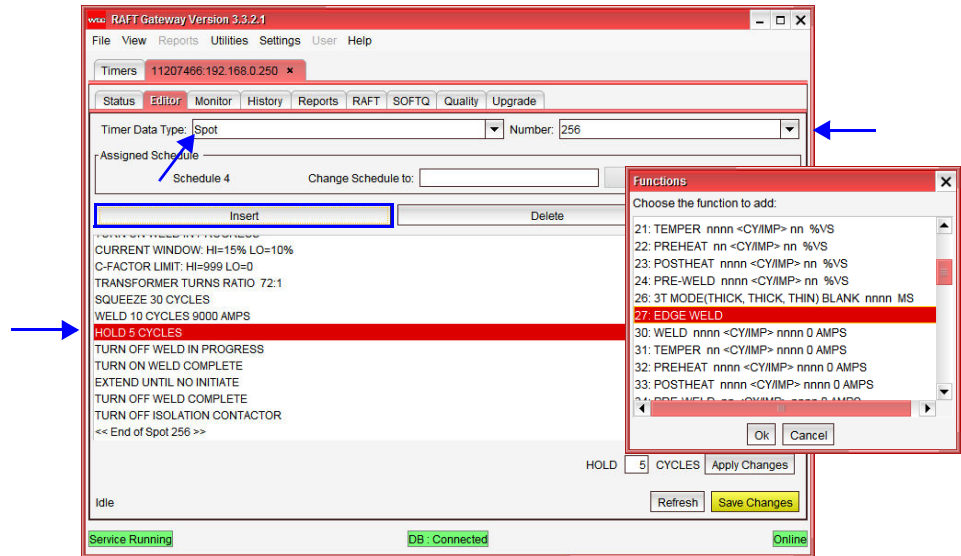 WTC RAFT Gateway Version 3.3.2.1
File View Reports Utilities Settings User Help
Timers 11207466:192.168.0.250 ×
Status Editor Monitor History Reports RAFT SOFTQ Quality Upgrade
Timer Data Type: Spot Number: 256
Assigned Schedule
Schedule 4 Change Schedule to:
Insert Delete
CURRENT WINDOW: HI=15% LO=10%
C-FACTOR LIMIT: HI=999 LO=0
TRANSFORMER TURNS RATIO 72:1
SQUEEZE 30 CYCLES
WELD 10 CYCLES 9000 AMPS
HOLD 5 CYCLES
TURN OFF WELD IN PROGRESS
TURN ON WELD COMPLETE
EXTEND UNTIL NO INITIATE
TURN OFF WELD COMPLETE
TURN OFF ISOLATION CONTACTOR
<< End of Spot 256 >>
HOLD 5 CYCLES Apply Changes
Idle Refresh Save Changes
Service Running DB : Connected Online
Functions
Choose the function to add:
21: TEMPER nnnn <CY/IMP> nn %VS
22: PREHEAT nn <CY/IMP> nn %VS
23: POSTHEAT nnnn <CY/IMP> nn %VS
24: PRE-WELD nnnn <CY/IMP> nn %VS
26: 3T MODE(THICK, THICK, THIN) BLANK nnnn MS
27: EDGE WELD
30: WELD nnnn <CY/IMP> nnnn 0 AMPS
31: TEMPER nn <CY/IMP> nnnn 0 AMPS
32: PREHEAT nnnn <CY/IMP> nnnn 0 AMPS
33: POSTHEAT nnnn <CY/IMP> nnnn 0 AMPS
Ok Cancel